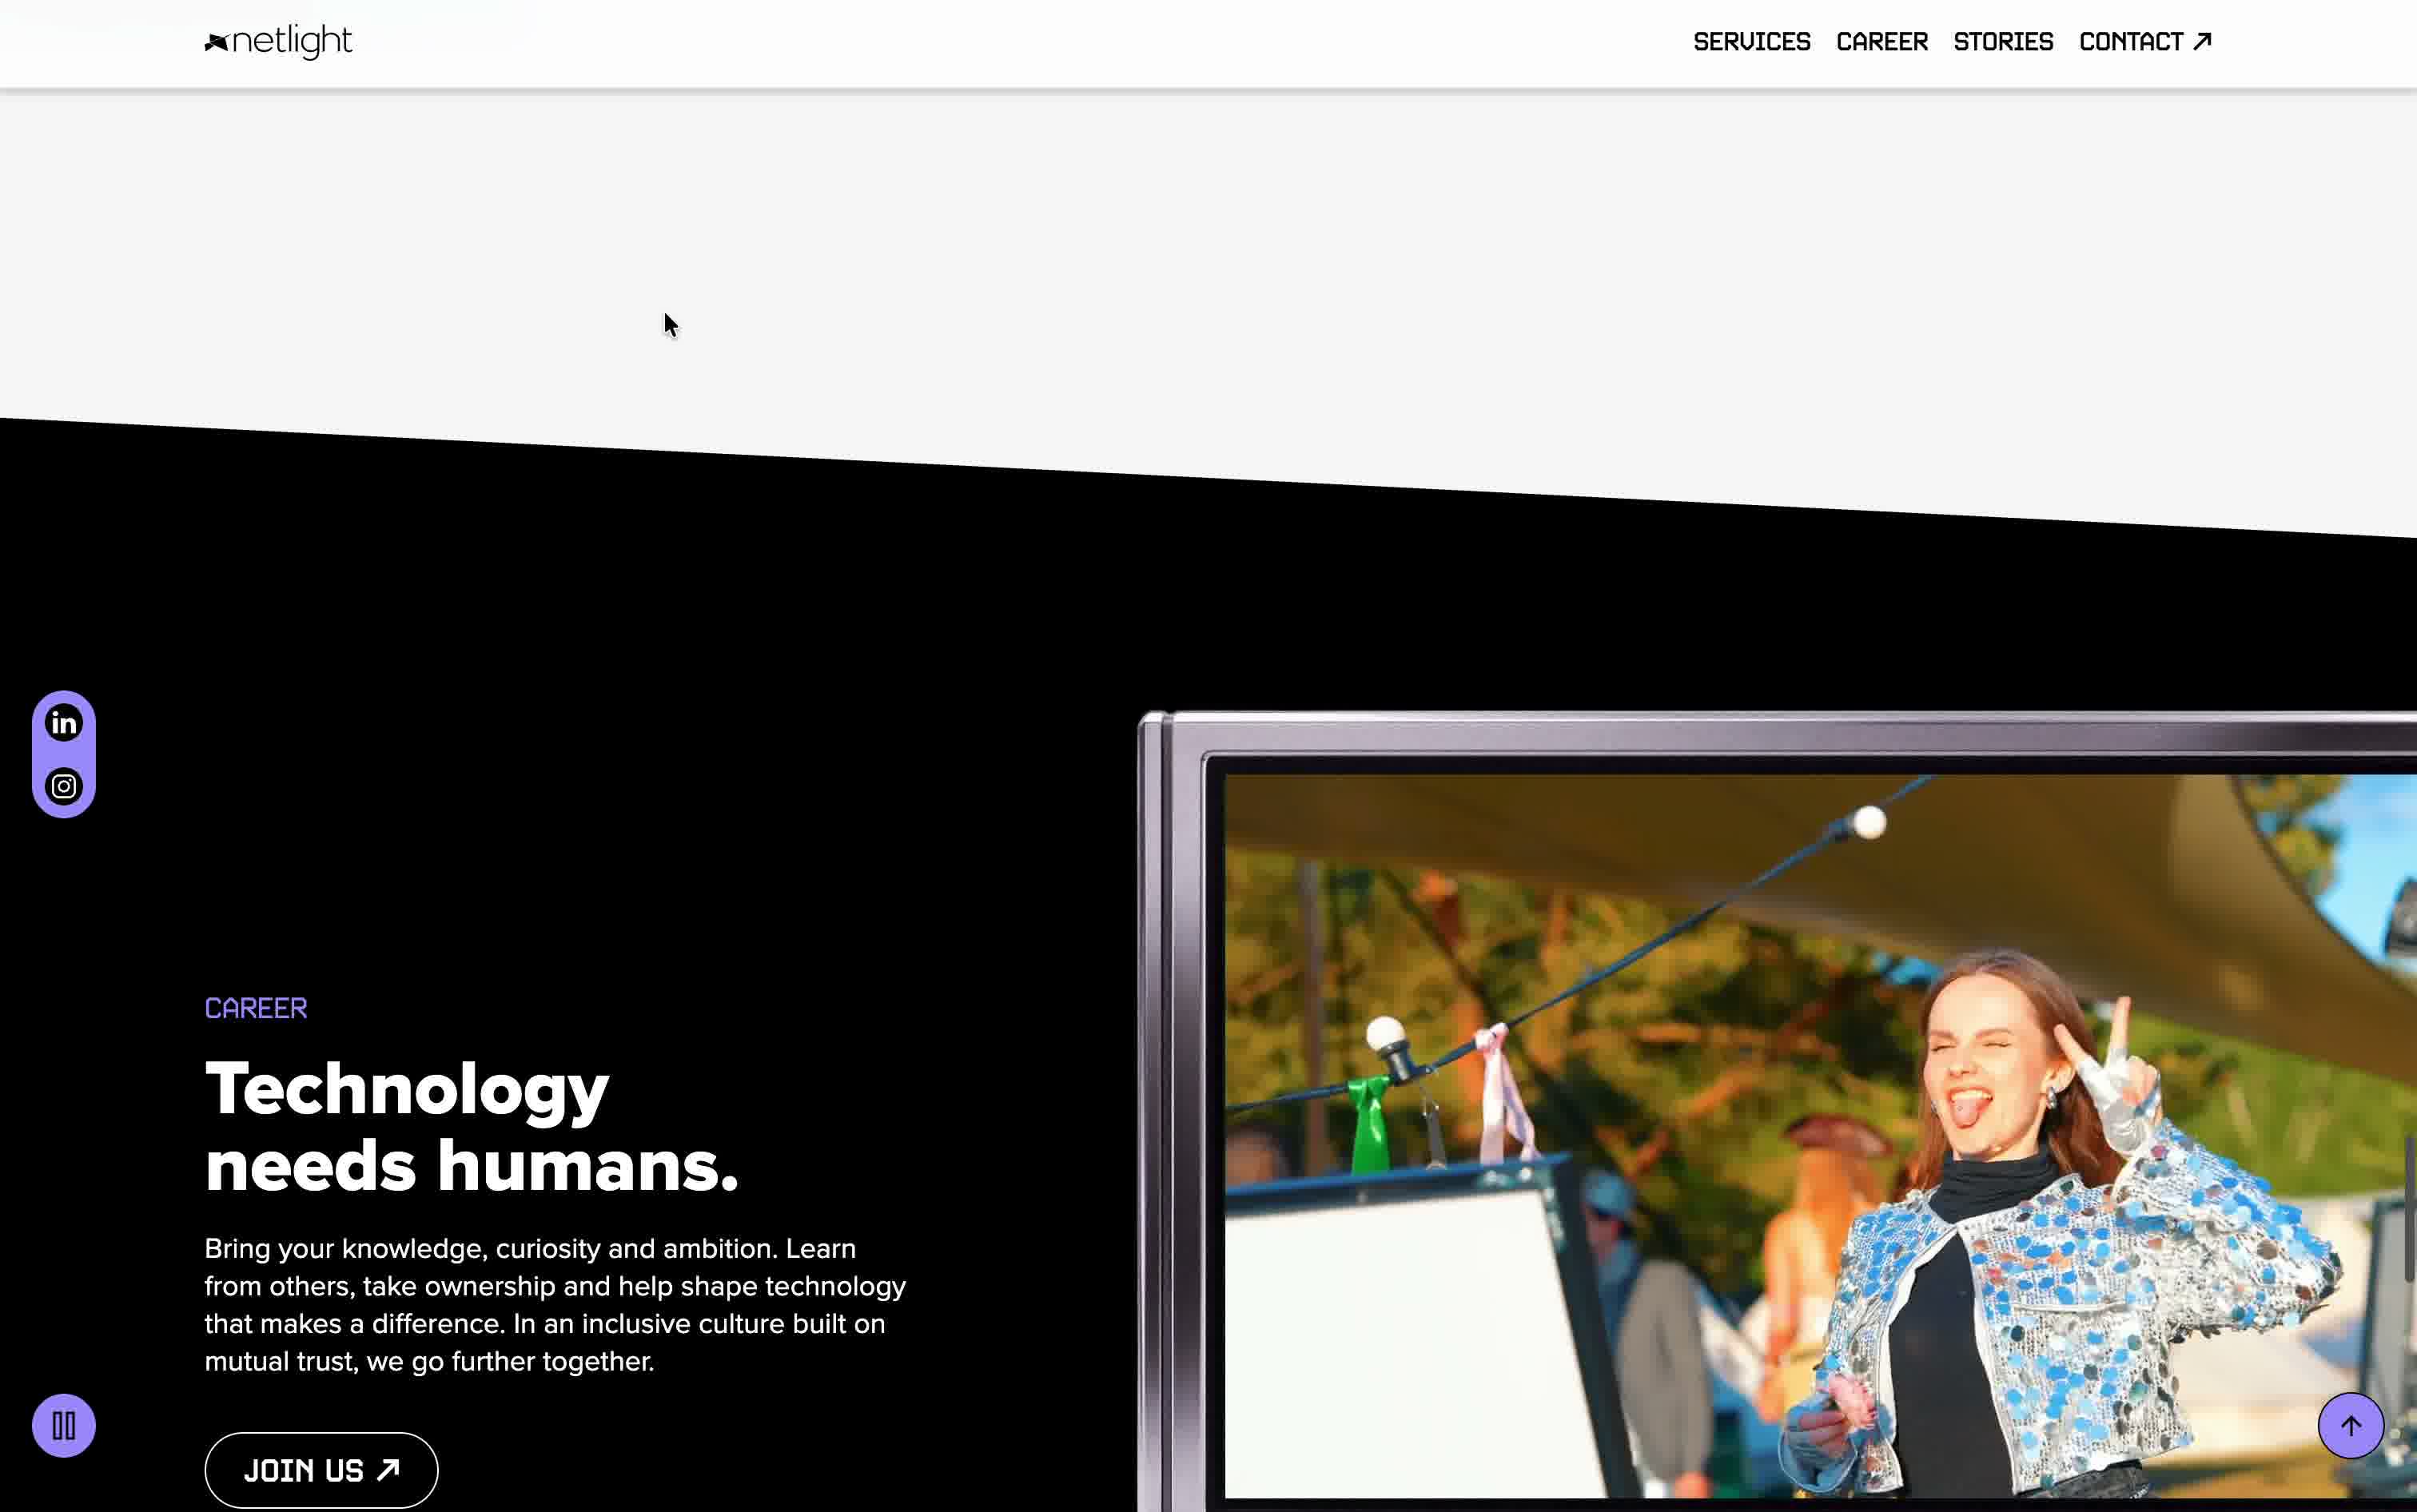 netlight
SERVICES CAREER STORIES CONTACT
in
CAREER
Technology
needs humans.
Bring your knowledge, curiosity and ambition. Learn
from others, take ownership and help shape technology
that makes a difference. In an inclusive culture built on
mutual trust, we go further together.
JOIN US